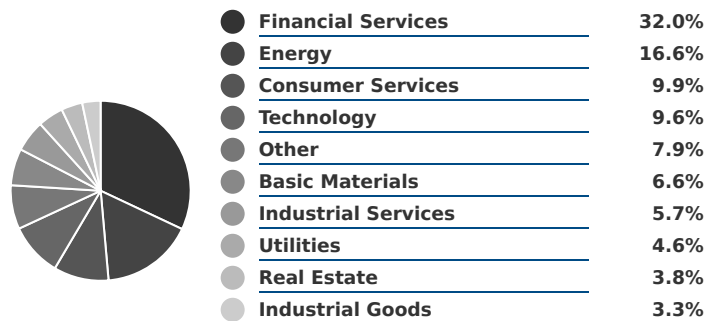 Financial Services 32.0%
Energy 16.6%
Consumer Services 9.9%
Technology 9.6%
Other 7.9%
Basic Materials 6.6%
Industrial Services 5.7%
Utilities 4.6%
Real Estate 3.8%
Industrial Goods 3.3%